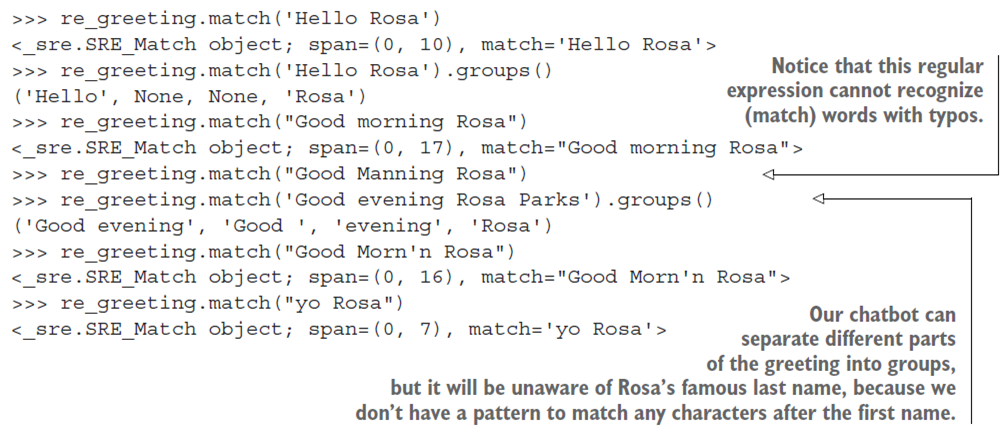 >>> re_greeting.match('Hello Rosa')
<_sre.SRE_Match object; span=(0, 10), match='Hello Rosa'>
>>> re_greeting.match('Hello Rosa').groups()
('Hello', None, None, 'Rosa')
>>> re_greeting.match("Good morning Rosa")
<_sre.SRE_Match object; span=(0, 17), match="Good morning Rosa">
>>> re_greeting.match("Good Manning Rosa")
>>> re_greeting.match('Good evening Rosa Parks').groups()
('Good evening', 'Good ', 'evening', 'Rosa')
>>> re_greeting.match("Good Morn'n Rosa")
<_sre.SRE_Match object; span=(0, 16), match="Good Morn'n Rosa">
>>> re_greeting.match("yo Rosa")
<_sre.SRE_Match object; span=(0, 7), match='yo Rosa'>
Notice that this regular
expression cannot recognize
(match) words with typos.
Our chatbot can
separate different parts
of the greeting into groups,
but it will be unaware of Rosa’s famous last name, because we
don’t have a pattern to match any characters after the first name.